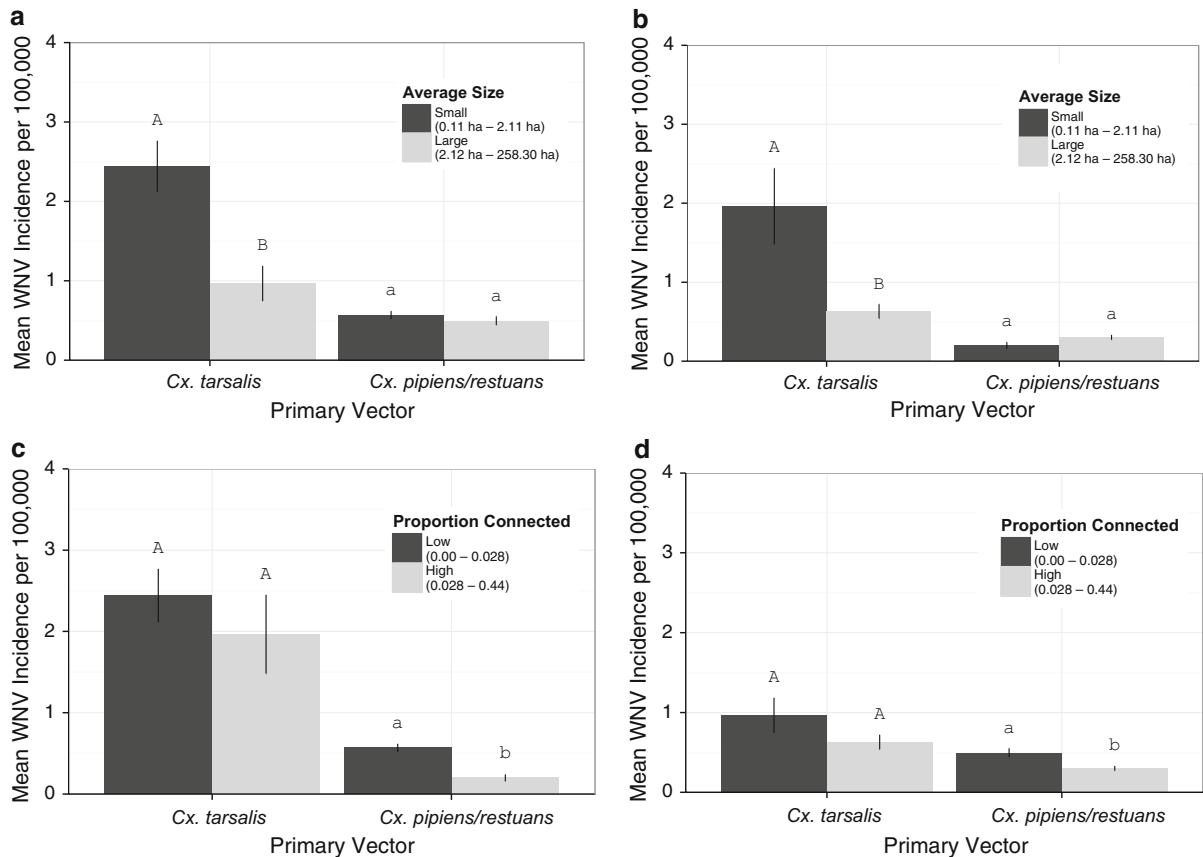 a
Mean WNV Incidence per 100,000
4
3
2
1
0
Average Size
Small
(0.11 ha – 2.11 ha)
Large
(2.12 ha – 258.30 ha)
A
B
a
a
Cx. tarsalis
Cx. pipiens/restuans
Primary Vector
b
Mean WNV Incidence per 100,000
4
3
2
1
0
Average Size
Small
(0.11 ha – 2.11 ha)
Large
(2.12 ha – 258.30 ha)
A
B
a
a
Cx. tarsalis
Cx. pipiens/restuans
Primary Vector
c
Mean WNV Incidence per 100,000
4
3
2
1
0
Proportion Connected
Low
(0.00 – 0.028)
High
(0.028 – 0.44)
A
A
a
b
Cx. tarsalis
Cx. pipiens/restuans
Primary Vector
d
Mean WNV Incidence per 100,000
4
3
2
1
0
Proportion Connected
Low
(0.00 – 0.028)
High
(0.028 – 0.44)
A
A
a
b
Cx. tarsalis
Cx. pipiens/restuans
Primary Vector